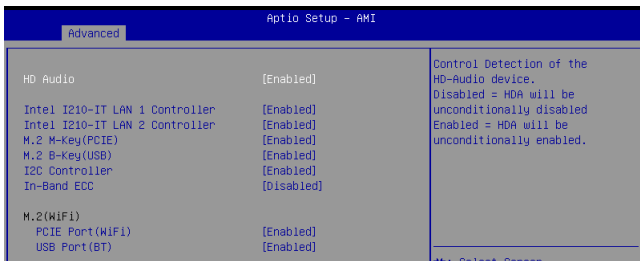 Aptio Setup - AMI
Advanced
HD Audio [Enabled]
Intel I210-IT LAN 1 Controller [Enabled]
Intel I210-IT LAN 2 Controller [Enabled]
M.2 M-Key(PCIE) [Enabled]
M.2 B-Key(USB) [Enabled]
I2C Controller [Enabled]
In-Band ECC [Disabled]
M.2(WiFi)
PCIE Port(WiFi) [Enabled]
USB Port(BT) [Enabled]
Control Detection of the
HD-Audio device.
Disabled = HDA will be
unconditionally disabled
Enabled = HDA will be
unconditionally enabled.